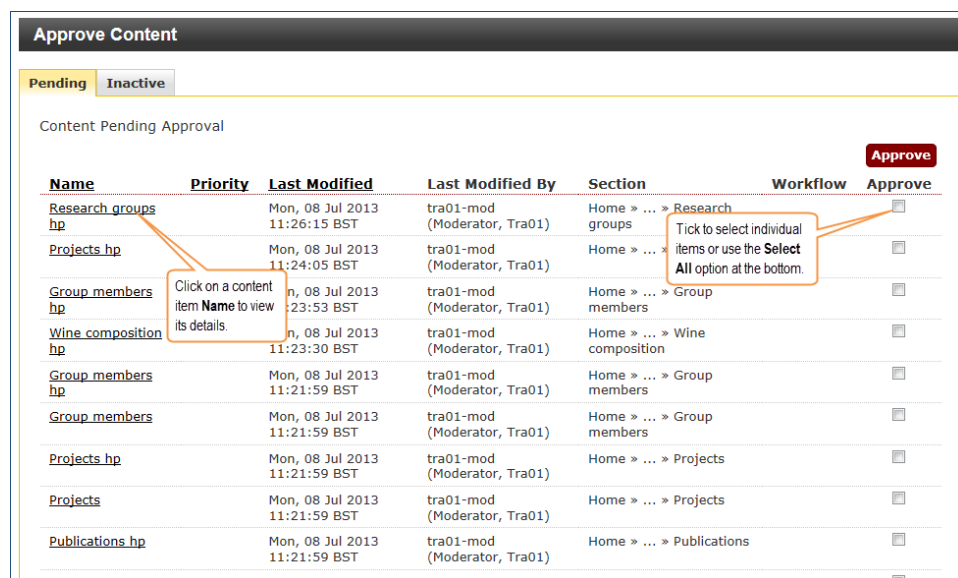 Approve Content
Pending Inactive
Content Pending Approval
Approve
Name Priority Last Modified Last Modified By Section Workflow Approve
Research groups hp Mon, 08 Jul 2013 11:26:15 BST tra01-mod (Moderator, Tra01) Home » ... » Research groups
Tick to select individual
items or use the Select
All option at the bottom.
Projects hp Mon, 08 Jul 2013 11:24:05 BST tra01-mod (Moderator, Tra01) Home »
Click on a content
item Name to view
its details.
Group members hp 08 Jul 2013 :23:53 BST tra01-mod (Moderator, Tra01) Home » ... » Group members
Wine composition hp 08 Jul 2013 11:23:30 BST tra01-mod (Moderator, Tra01) Home » ... » Wine composition
Group members hp Mon, 08 Jul 2013 11:21:59 BST tra01-mod (Moderator, Tra01) Home » ... » Group members
Group members Mon, 08 Jul 2013 11:21:59 BST tra01-mod (Moderator, Tra01) Home » ... » Group members
Projects hp Mon, 08 Jul 2013 11:21:59 BST tra01-mod (Moderator, Tra01) Home » ... » Projects
Projects Mon, 08 Jul 2013 11:21:59 BST tra01-mod (Moderator, Tra01) Home » ... » Projects
Publications hp Mon, 08 Jul 2013 11:21:59 BST tra01-mod (Moderator, Tra01) Home » ... » Publications